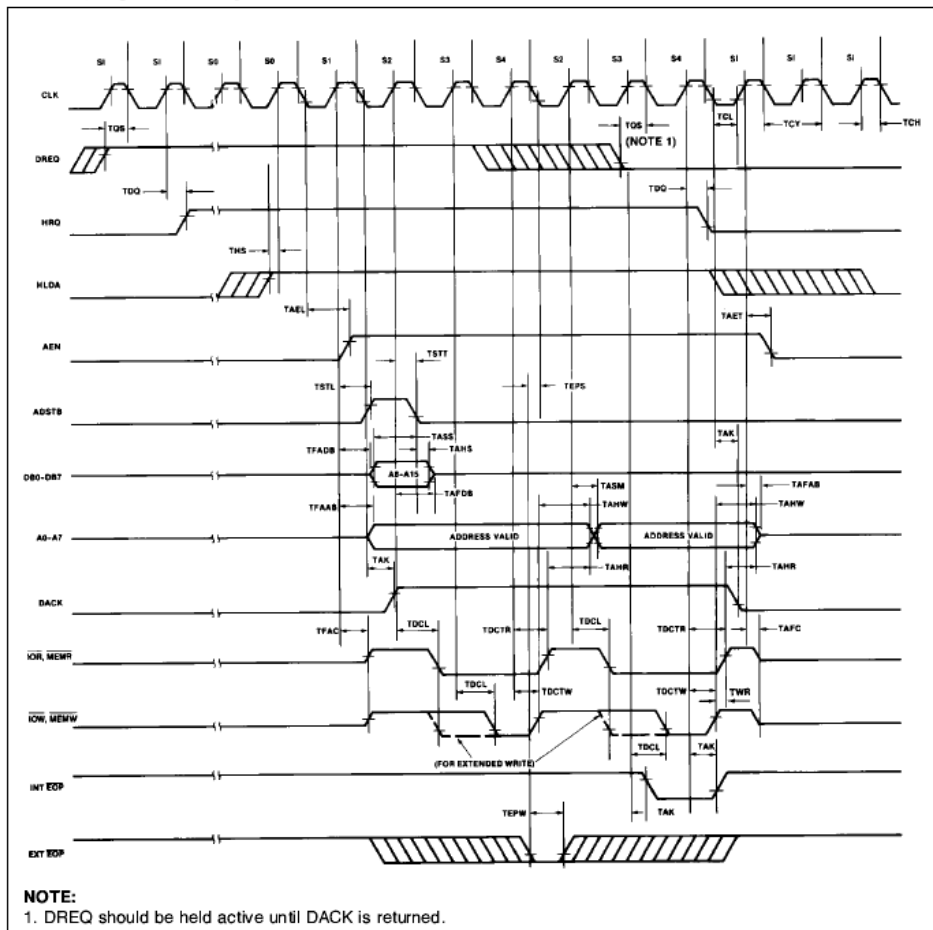 SI SI S0 S0 S1 S2 S3 S4 S2 S3 S4 SI SI SI
CLK
TQS TQS TCL TCY TCH
(NOTE 1)
DREQ
TDQ TDQ
HRQ
THS
HLDA
TAEL TAET
AEN
TSTT
TSTL TEPS
ADSTB
TASS TAK
TFADB TAHS
DB0-DB7 A8-A15
TAFDB TASM TAFAB
TFAAB TAHW TAHW
A0-A7 ADDRESS VALID ADDRESS VALID
TAK TAHR TAHR
DACK
TFAC TDCL TDCTR TDCL TDCTR TAFC
IOR, MEMR
TDCL TDCTW TDCTW TWR
IOW, MEMW
(FOR EXTENDED WRITE) TDCL TAK
INT EOP
TEPW TAK
EXT EOP
NOTE:
1. DREQ should be held active until DACK is returned.